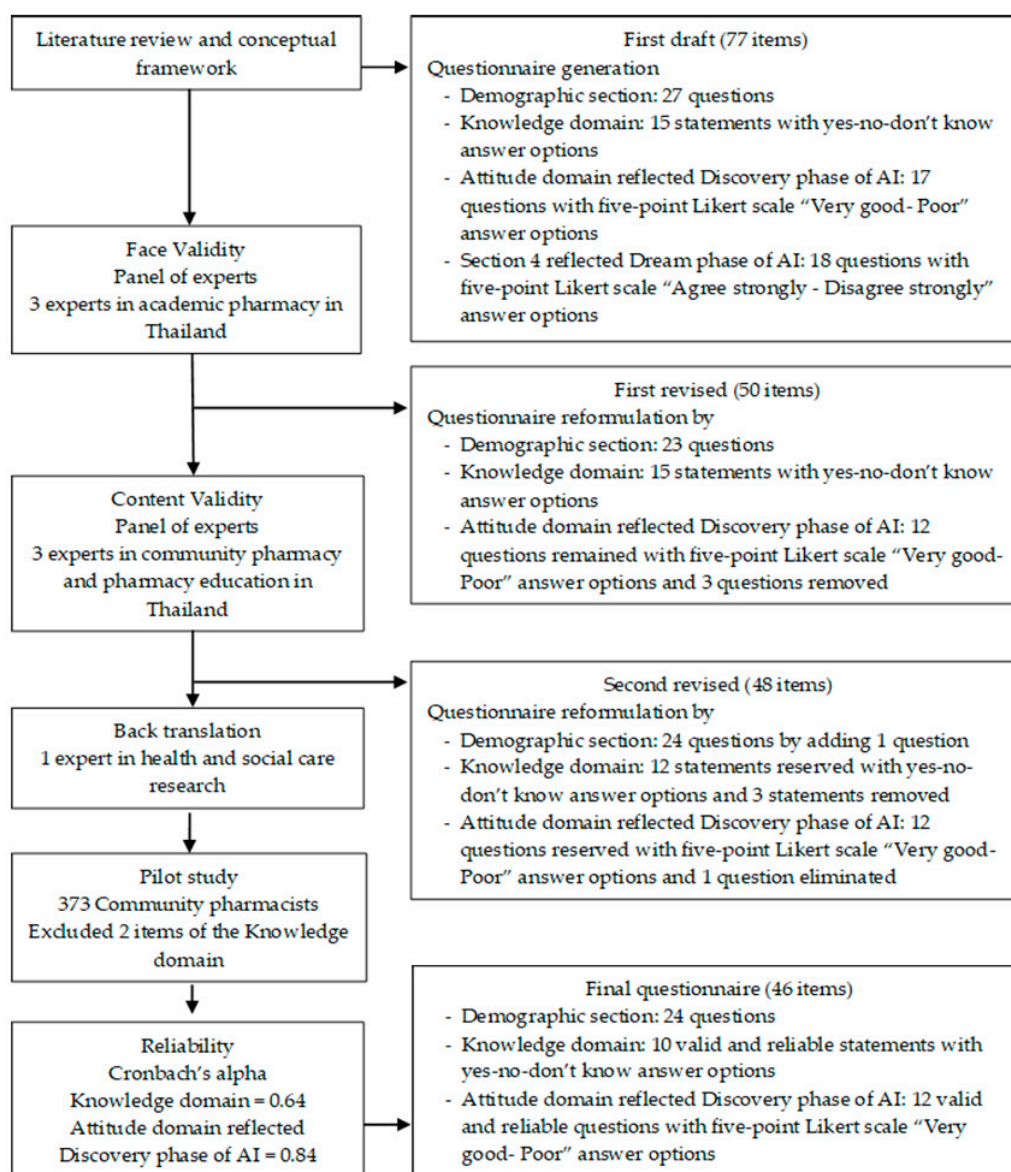 Literature review and conceptual
framework
First draft (77 items)
Questionnaire generation
- Demographic section: 27 questions
- Knowledge domain: 15 statements with yes-no-don't know
answer options
- Attitude domain reflected Discovery phase of AI: 17
questions with five-point Likert scale "Very good- Poor"
answer options
- Section 4 reflected Dream phase of AI: 18 questions with
five-point Likert scale "Agree strongly - Disagree strongly"
answer options
Face Validity
Panel of experts
3 experts in academic pharmacy in
Thailand
First revised (50 items)
Questionnaire reformulation by
- Demographic section: 23 questions
- Knowledge domain: 15 statements with yes-no-don't know
answer options
- Attitude domain reflected Discovery phase of AI: 12
questions remained with five-point Likert scale "Very good-
Poor" answer options and 3 questions removed
Content Validity
Panel of experts
3 experts in community pharmacy
and pharmacy education in
Thailand
Second revised (48 items)
Questionnaire reformulation by
- Demographic section: 24 questions by adding 1 question
- Knowledge domain: 12 statements reserved with yes-no-
don't know answer options and 3 statements removed
- Attitude domain reflected Discovery phase of AI: 12
questions reserved with five-point Likert scale "Very good-
Poor" answer options and 1 question eliminated
Back translation
1 expert in health and social care
research
Pilot study
373 Community pharmacists
Excluded 2 items of the Knowledge
domain
Final questionnaire (46 items)
- Demographic section: 24 questions
- Knowledge domain: 10 valid and reliable statements with
yes-no-don't know answer options
- Attitude domain reflected Discovery phase of AI: 12 valid
and reliable questions with five-point Likert scale "Very
good- Poor" answer options
Reliability
Cronbach's alpha
Knowledge domain = 0.64
Attitude domain reflected
Discovery phase of AI = 0.84